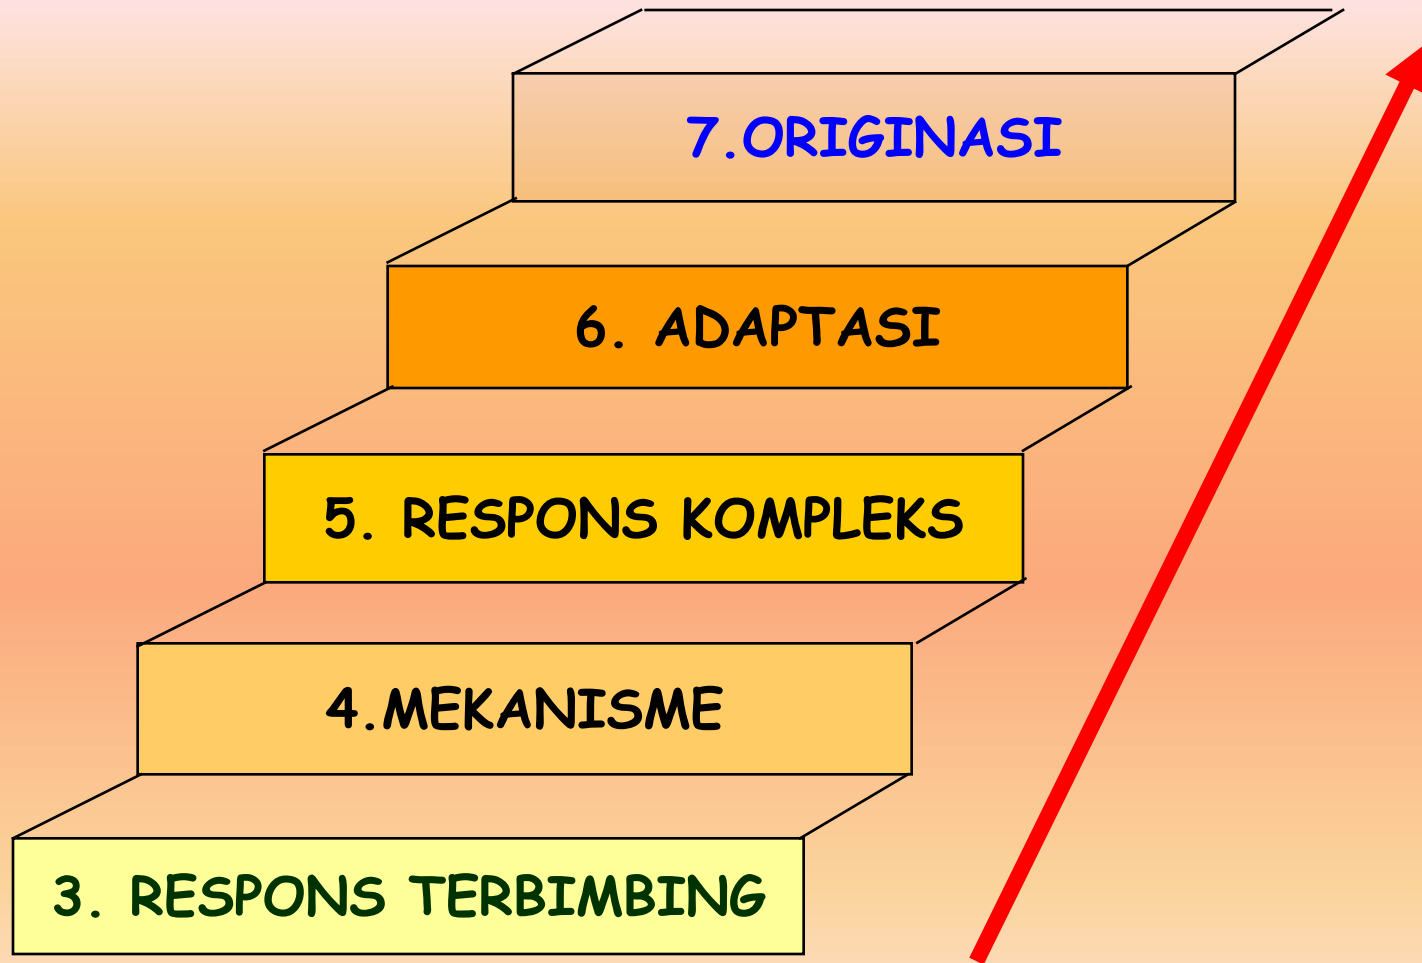 7.ORIGINASI
6. ADAPTASI
5. RESPONS KOMPLEKS
4.MEKANISME
3. RESPONS TERBIMBING